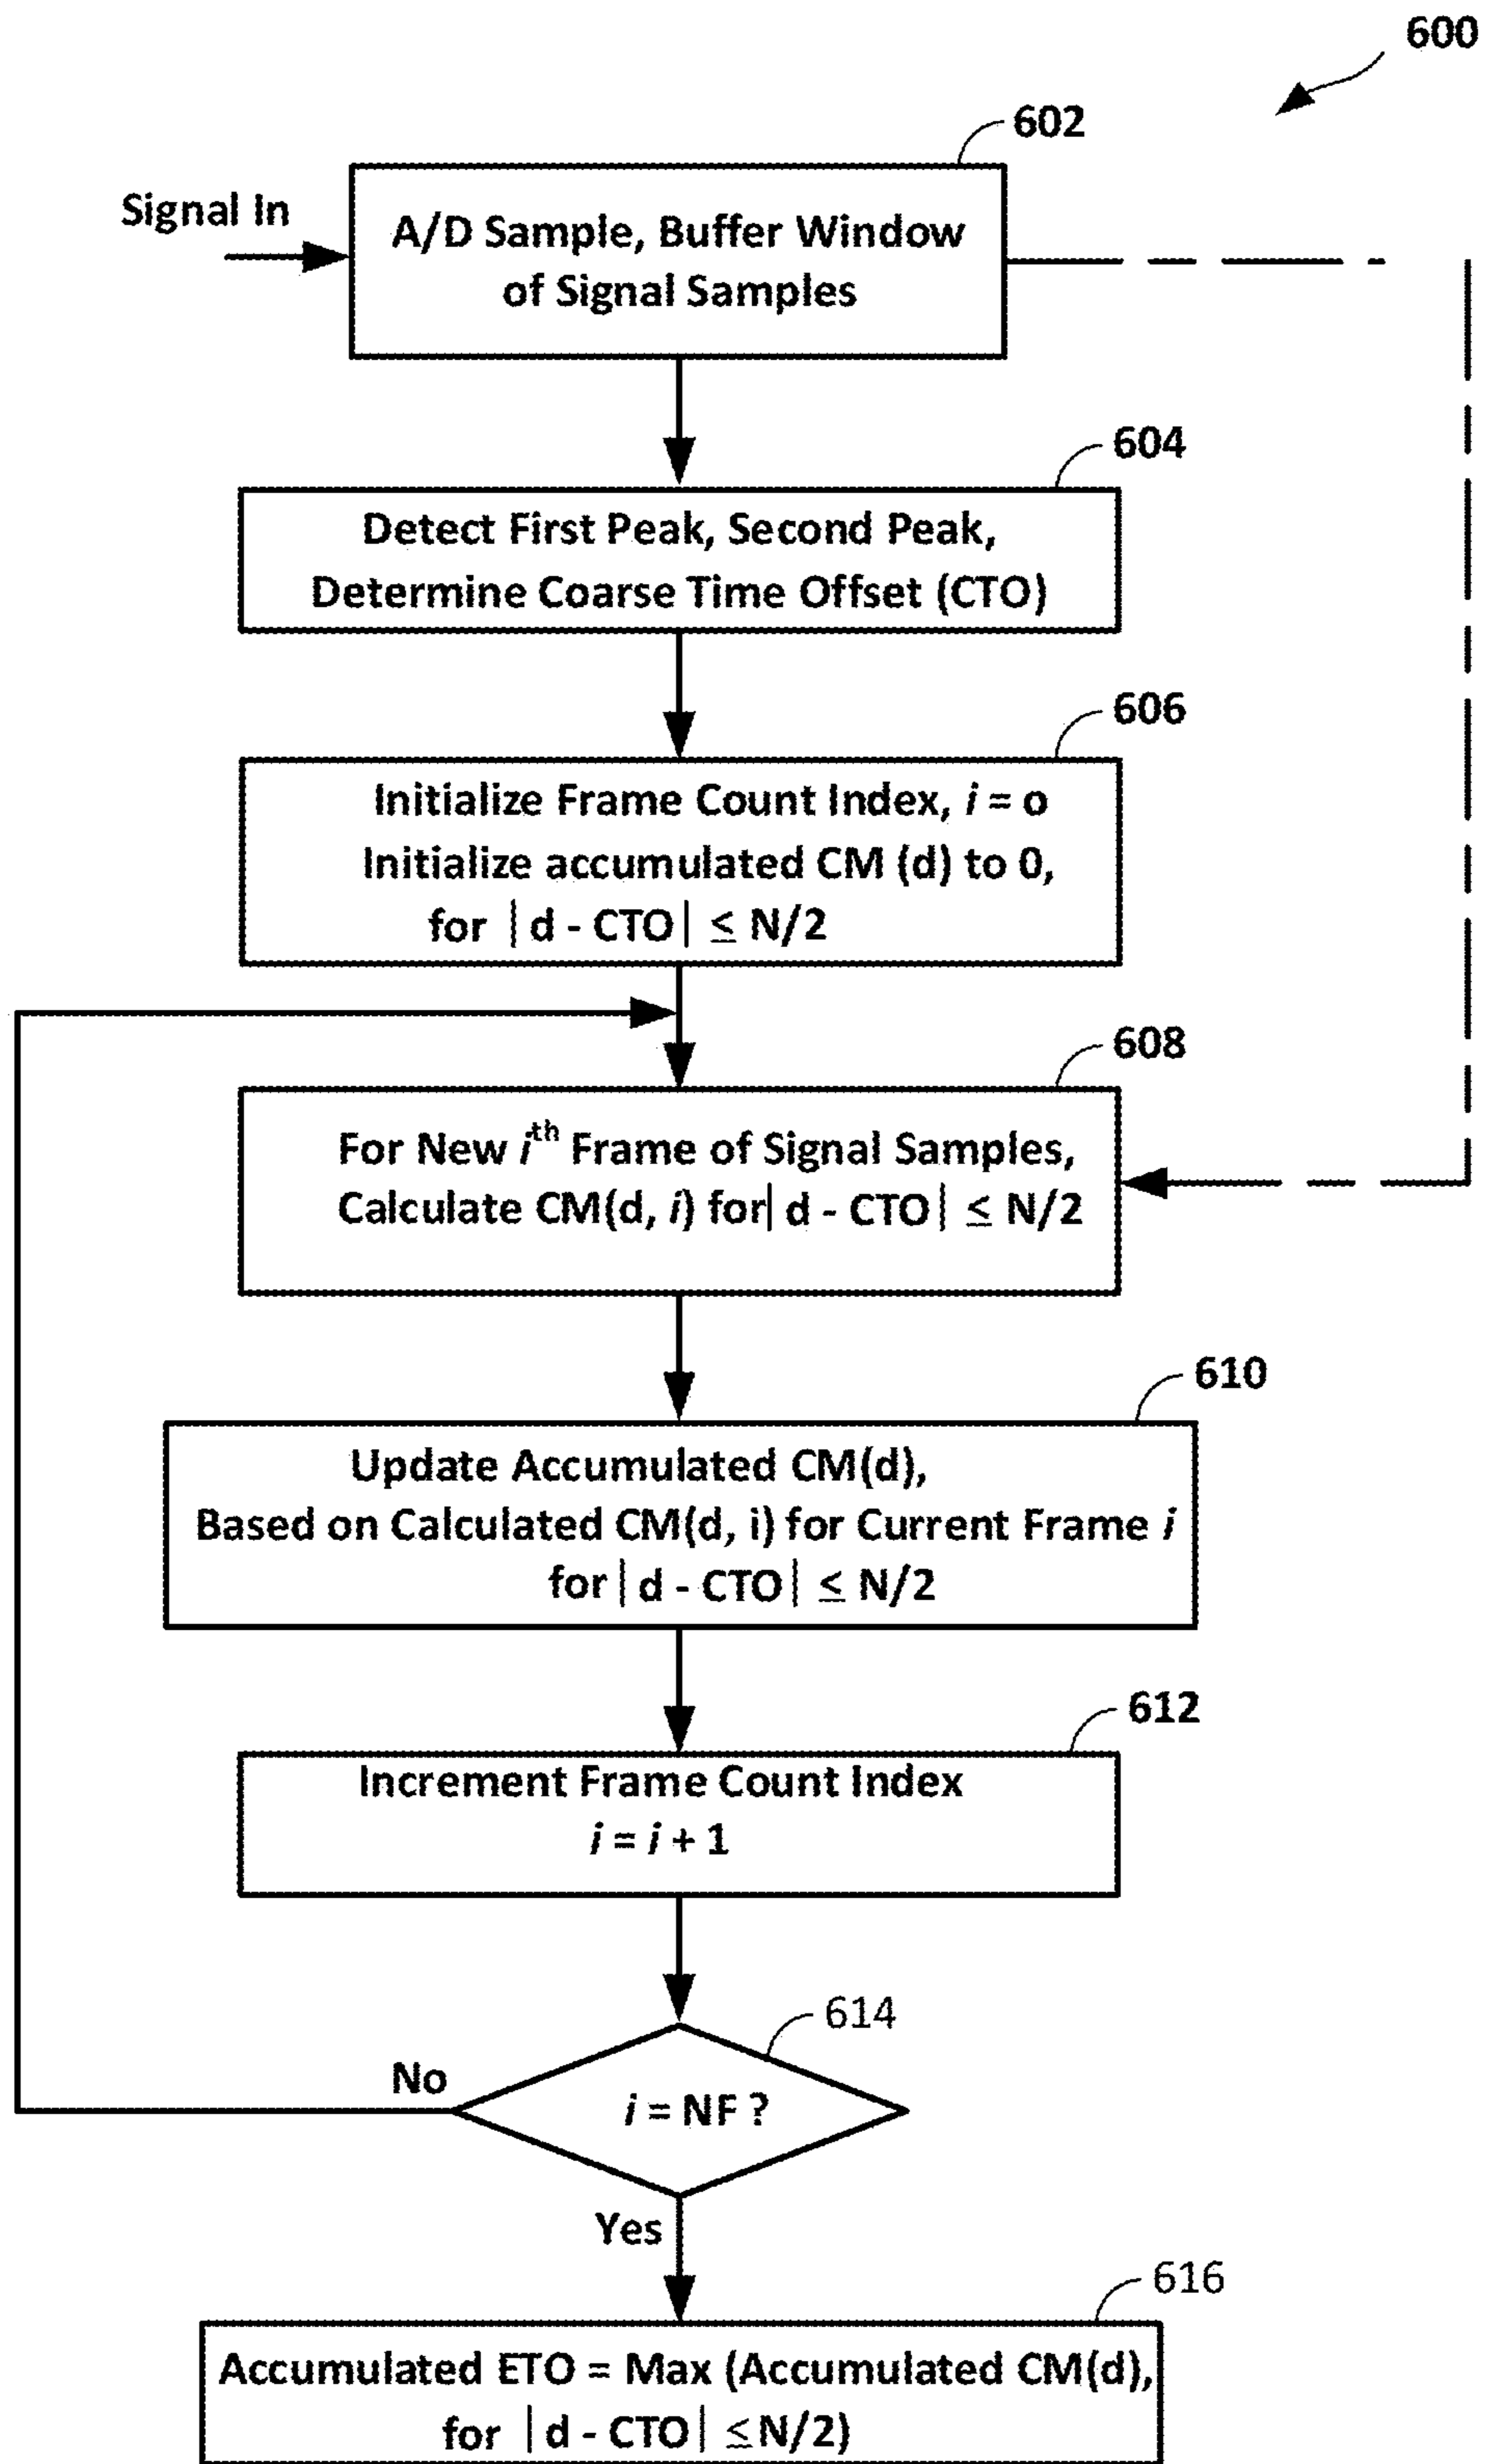 600
602
Signal In
A/D Sample, Buffer Window
of Signal Samples
604
Detect First Peak, Second Peak,
Determine Coarse Time Offset (CTO)
606
Initialize Frame Count Index, i = o
Initialize accumulated CM (d) to 0,
for |d - CTO| ≤ N/2
608
For New iᵗʰ Frame of Signal Samples,
Calculate CM(d, i) for| d - CTO| ≤ N/2
610
Update Accumulated CM(d),
Based on Calculated CM(d, i) for Current Frame i
for|d - CTO| ≤ N/2
612
Increment Frame Count Index
i = i + 1
614
No
i = NF ?
Yes
616
Accumulated ETO = Max (Accumulated CM(d),
for |d - CTO| ≤ N/2)